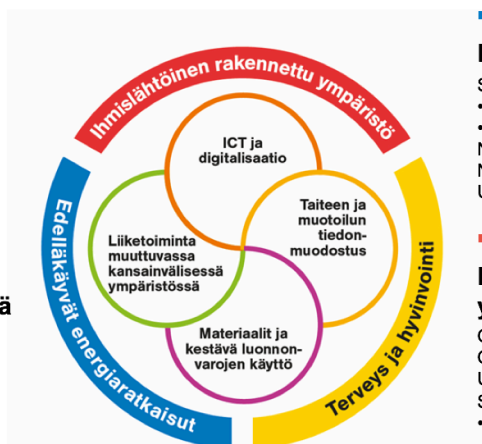 Ihmislähtöinen rakennettu ympäristö
ICT ja
digitalisaatio
Taiteen ja
muotoilun
tiedon-
muodostus
Liiketoiminta
muuttuvassa
kansainvälisessä
ympäristössä
Materiaalit ja
kestävä luonnon-
varojen käyttö
Edelläkäyvät energiaratkaisut
Terveys ja hyvinvointi
ä